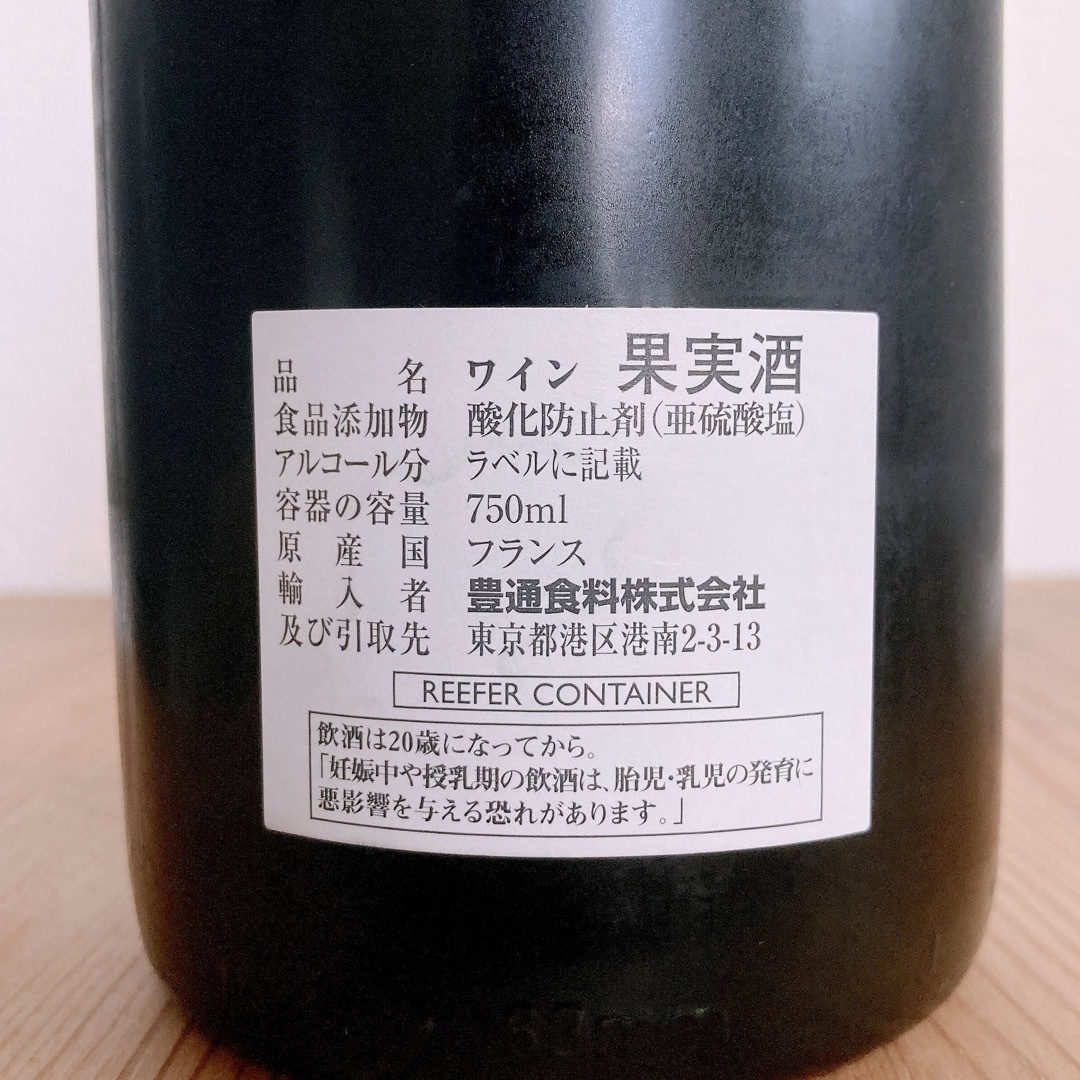 品名 ワイン 果実酒
食品添加物 酸化防止剤(亜硫酸塩)
アルコール分 ラベルに記載
容器の容量 750ml
原産国 フランス
輸入者 豊通食料株式会社
及び引取先 東京都港区港南2-3-13
REEFER CONTAINER
飲酒は20歳になってから。
「妊娠中や授乳期の飲酒は、胎児・乳児の発育に
悪影響を与える恐れがあります。」